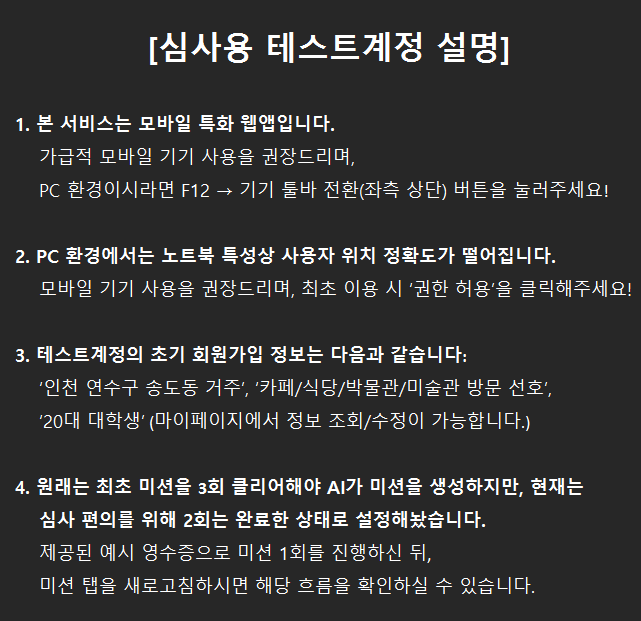 [심사용 테스트계정 설명]
1. 본 서비스는 모바일 특화 웹앱입니다.
가급적 모바일 기기 사용을 권장드리며,
PC 환경이시라면 F12 → 기기 툴바 전환(좌측 상단) 버튼을 눌러주세요!
2. PC 환경에서는 노트북 특성상 사용자 위치 정확도가 떨어집니다.
모바일 기기 사용을 권장드리며, 최초 이용 시 ‘권한 허용’을 클릭해주세요!
3. 테스트계정의 초기 회원가입 정보는 다음과 같습니다:
‘인천 연수구 송도동 거주’, ‘카페/식당/박물관/미술관 방문 선호’,
‘20대 대학생’ (마이페이지에서 정보 조회/수정이 가능합니다.)
4. 원래는 최초 미션을 3회 클리어해야 AI가 미션을 생성하지만, 현재는
심사 편의를 위해 2회는 완료한 상태로 설정해놨습니다.
제공된 예시 영수증으로 미션 1회를 진행하신 뒤,
미션 탭을 새로고침하시면 해당 흐름을 확인하실 수 있습니다.